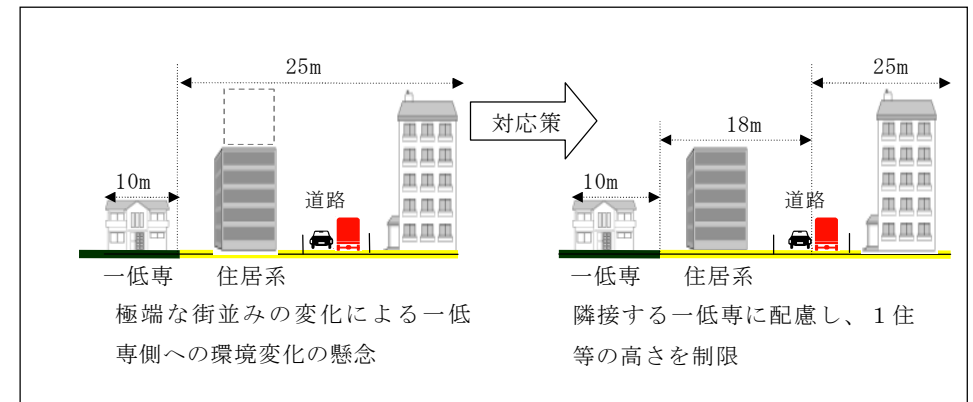 25m
10m
道路
一低専
住居系
極端な街並みの変化による一低
専側への環境変化の懸念
対応策
25m
18m
10m
道路
一低専
住居系
隣接する一低専に配慮し、１住
等の高さを制限